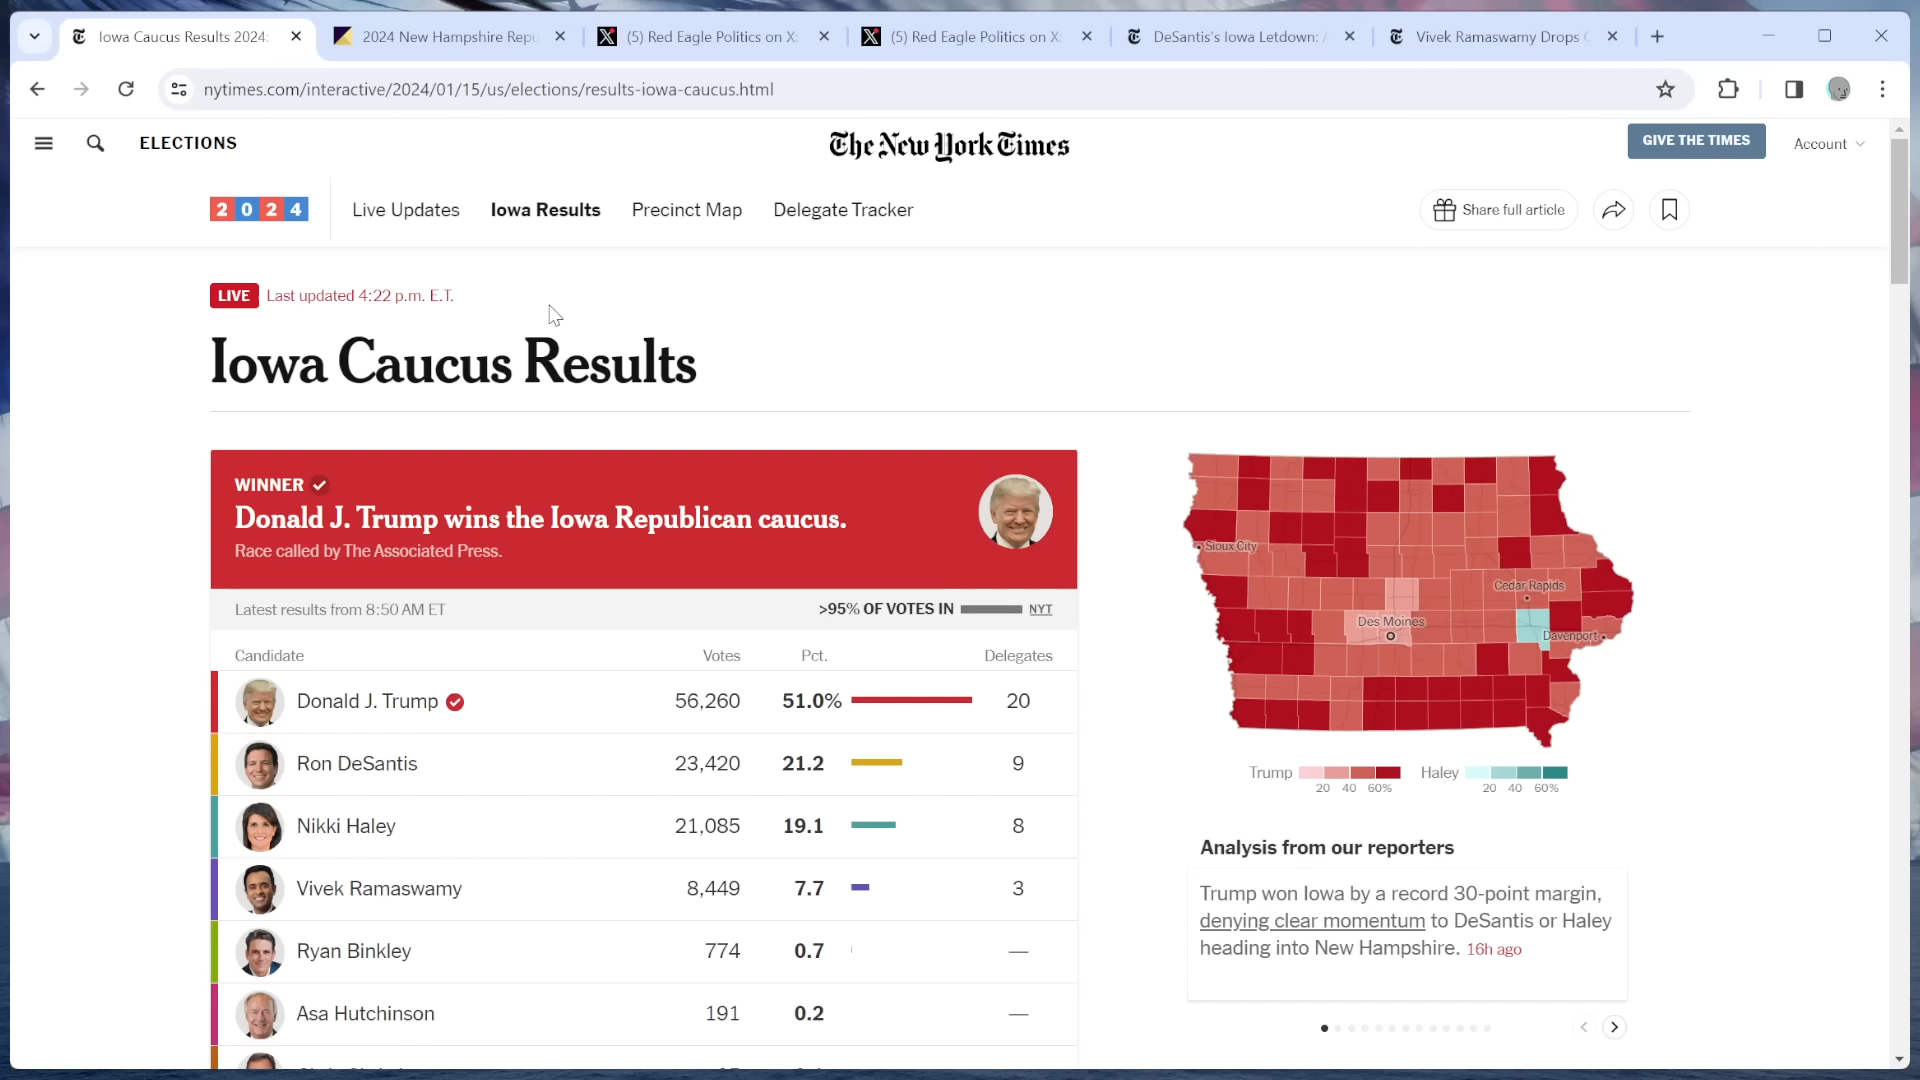 Iowa Caucus Results 2024:
2024 New Hampshire Repu
(5) Red Eagle Politics on X:
(5) Red Eagle Politics on X:
DeSantis's Iowa Letdown: A
Vivek Ramaswamy Drops O
nytimes.com/interactive/2024/01/15/us/elections/results-iowa-caucus.html
ELECTIONS
The New York Times
GIVE THE TIMES
Account
2024
Live Updates
Iowa Results
Precinct Map
Delegate Tracker
Share full article
LIVE Last updated 4:22 p.m. E.T.
Iowa Caucus Results
WINNER
Donald J. Trump wins the Iowa Republican caucus.
Race called by The Associated Press.
Latest results from 8:50 AM ET
>95% OF VOTES IN NYT
Candidate Votes Pct. Delegates
Donald J. Trump 56,260 51.0% 20
Ron DeSantis 23,420 21.2 9
Nikki Haley 21,085 19.1 8
Vivek Ramaswamy 8,449 7.7 3
Ryan Binkley 774 0.7 —
Asa Hutchinson 191 0.2 —
Sioux City
Cedar Rapids
Des Moines
Davenport
Trump Haley
20 40 60% 20 40 60%
Analysis from our reporters
Trump won Iowa by a record 30-point margin,
denying clear momentum to DeSantis or Haley
heading into New Hampshire. 16h ago